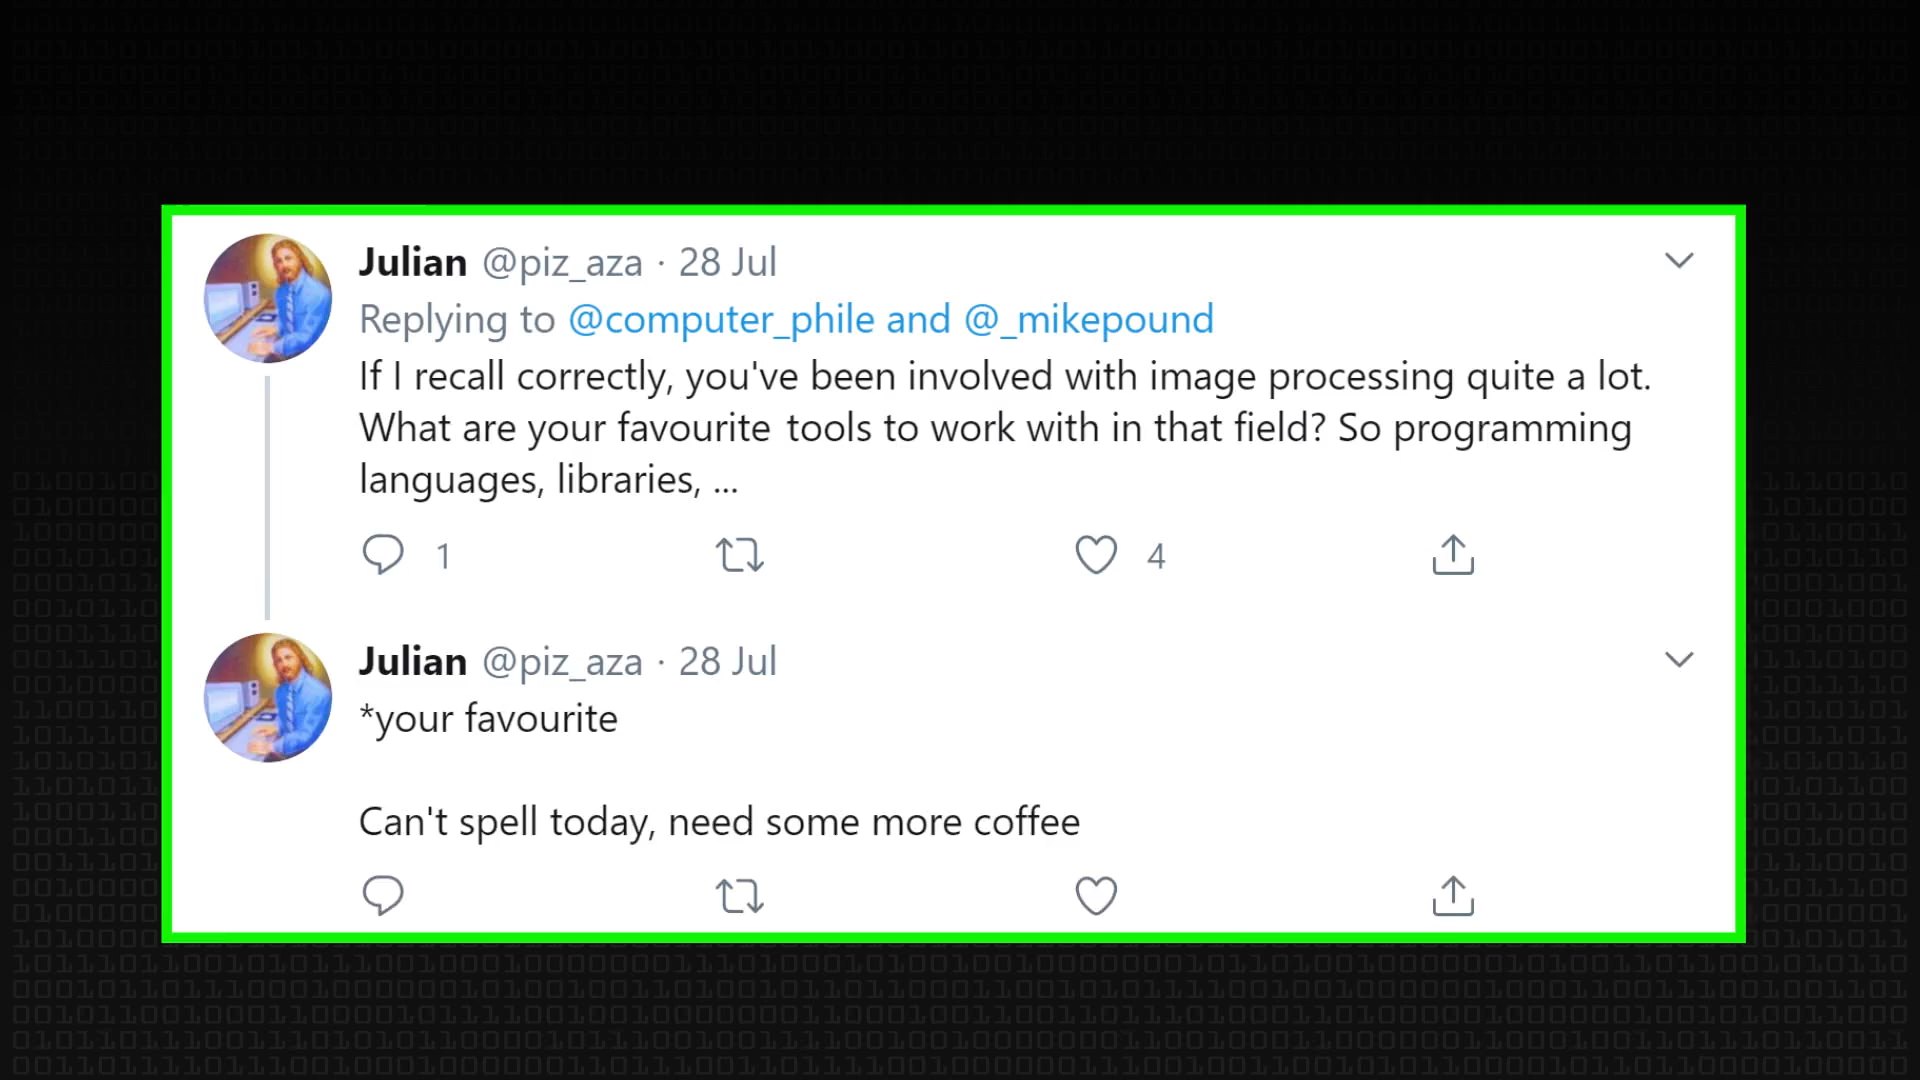 Julian @piz_aza · 28 Jul
Replying to @computer_phile and @_mikepound
If I recall correctly, you've been involved with image processing quite a lot.
What are your favourite tools to work with in that field? So programming
languages, libraries, ...
1 4
Julian @piz_aza · 28 Jul
*your favourite
Can't spell today, need some more coffee